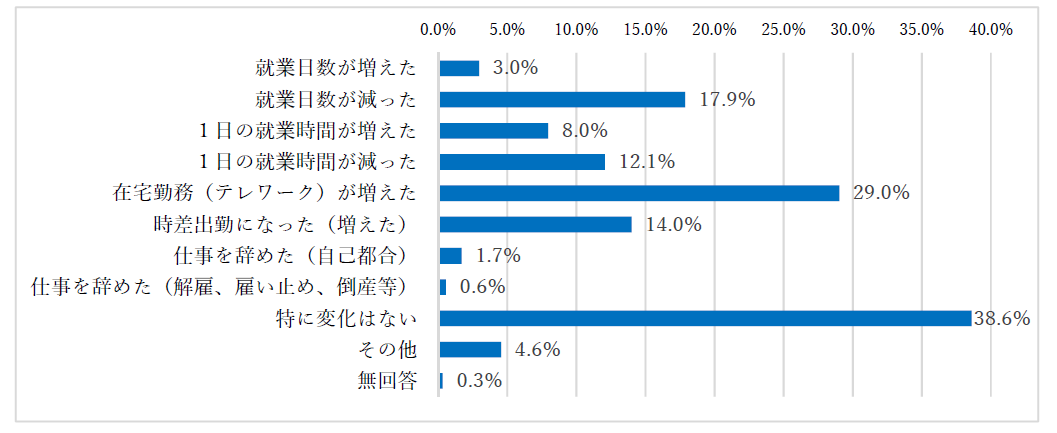 0.0% 5.0% 10.0% 15.0% 20.0% 25.0% 30.0% 35.0% 40.0%
就業日数が増えた 3.0%
就業日数が減った 17.9%
１日の就業時間が増えた 8.0%
１日の就業時間が減った 12.1%
在宅勤務（テレワーク）が増えた 29.0%
時差出勤になった（増えた） 14.0%
仕事を辞めた（自己都合） 1.7%
仕事を辞めた（解雇、雇い止め、倒産等） 0.6%
特に変化はない 38.6%
その他 4.6%
無回答 0.3%